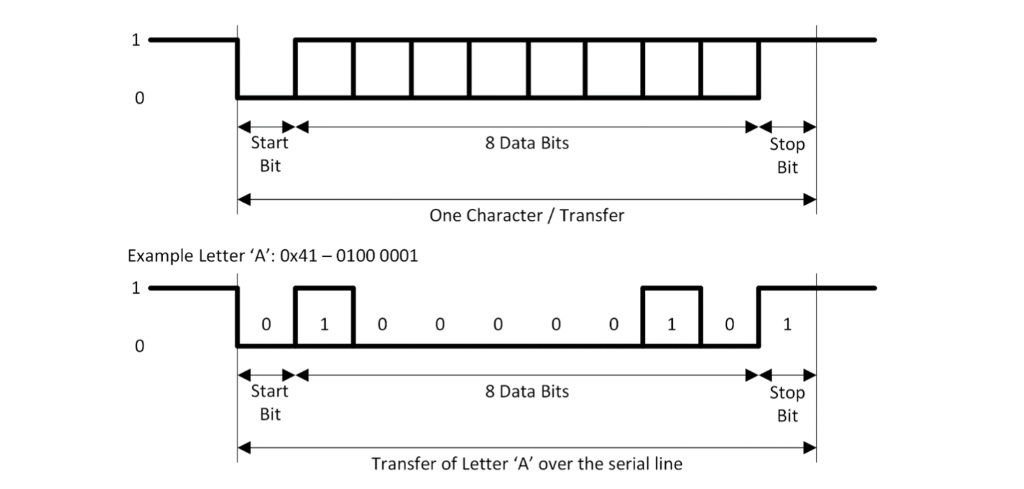 1
0
Start
Bit
8 Data Bits
Stop
Bit
One Character / Transfer
Example Letter ‘A’: 0x41 – 0100 0001
1
0 1 0 0 0 0 0 1 0 1
0
Start
Bit
8 Data Bits
Stop
Bit
Transfer of Letter ‘A’ over the serial line